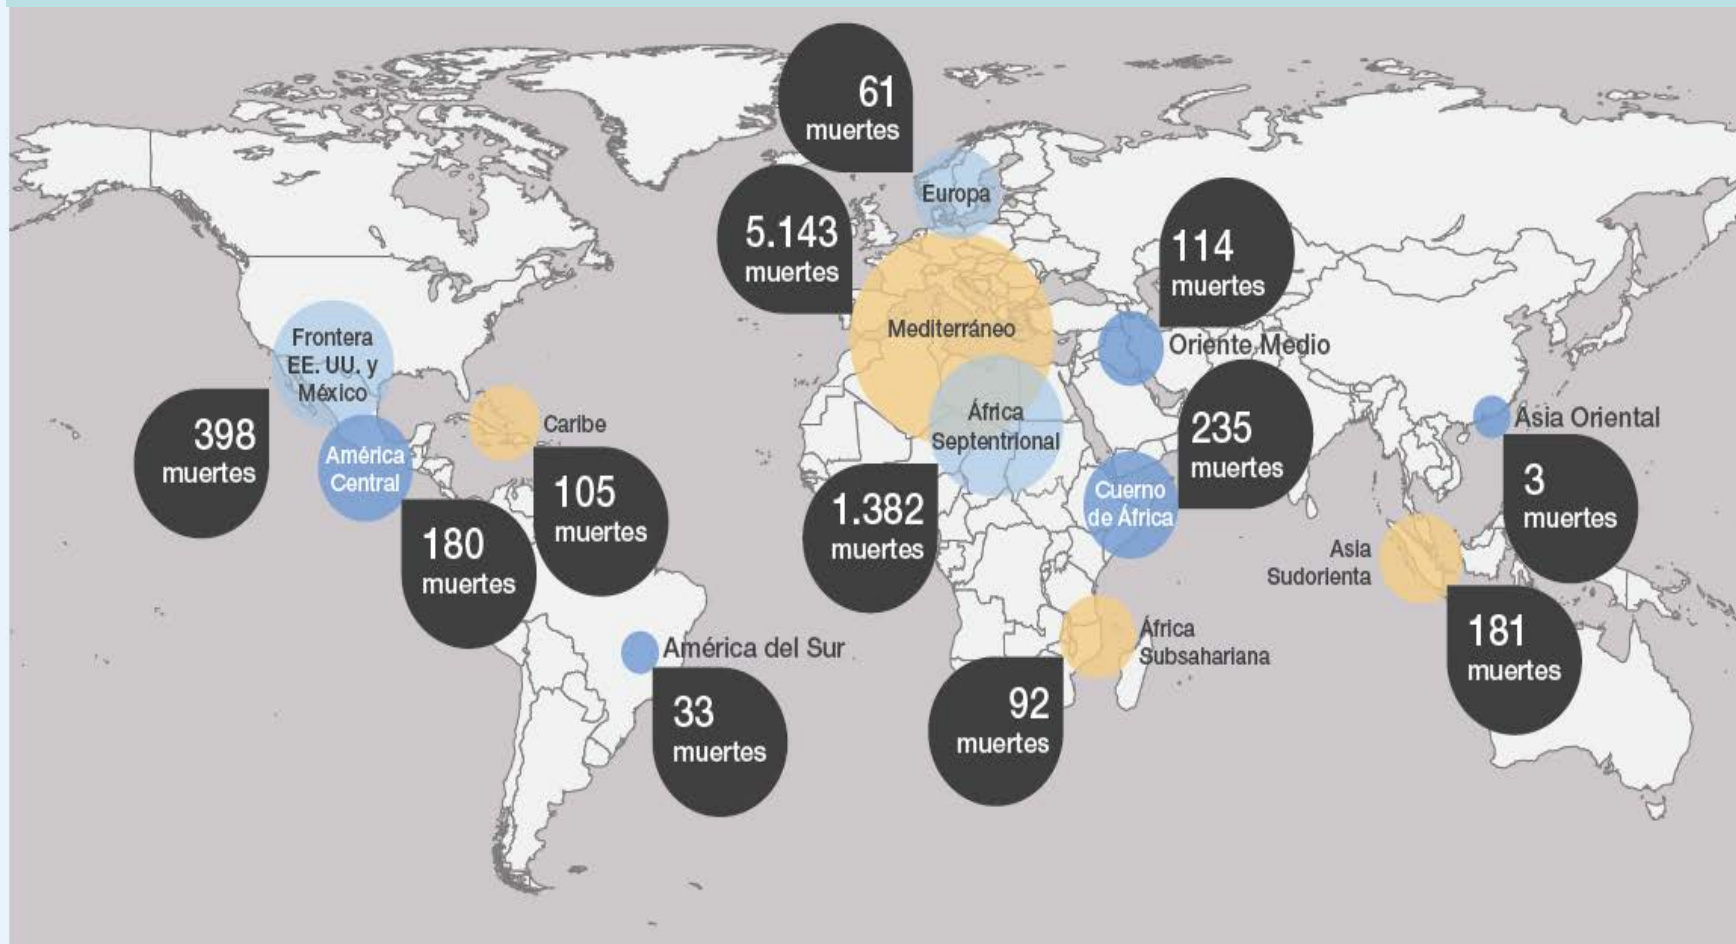 61
muertes
Europa
5.143
muertes
Mediterráneo
114
muertes
Oriente Medio
Frontera
EE. UU. y
México
398
muertes
América
Central
180
muertes
Caribe
105
muertes
África
Septentrional
1.382
muertes
235
muertes
Cuerno
de África
Asia Oriental
3
muertes
Asia
Sudorienta
181
muertes
América del Sur
33
muertes
África
Subsahariana
92
muertes